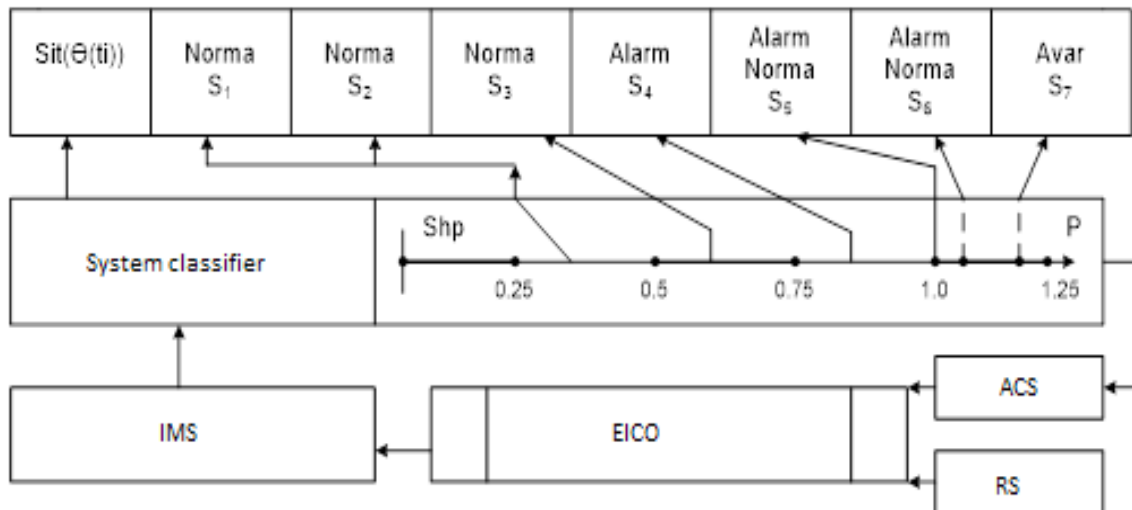 Sit(Θ(ti))
Norma
S₁
Norma
S₂
Norma
S₃
Alarm
S₄
Alarm
Norma
S₅
Alarm
Norma
S₆
Avar
S₇
System classifier
Shp
P
0.25
0.5
0.75
1.0
1.25
IMS
EICO
ACS
RS